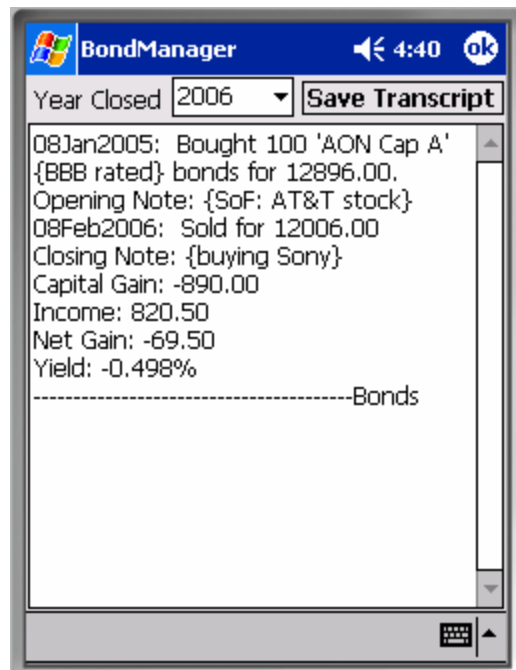 BondManager 4:40 ok
Year Closed 2006 Save Transcript
08Jan2005: Bought 100 'AON Cap A'
{BBB rated} bonds for 12896.00.
Opening Note: {SoF: AT&T stock}
08Feb2006: Sold for 12006.00
Closing Note: {buying Sony}
Capital Gain: -890.00
Income: 820.50
Net Gain: -69.50
Yield: -0.498%
----------------------------------------Bonds